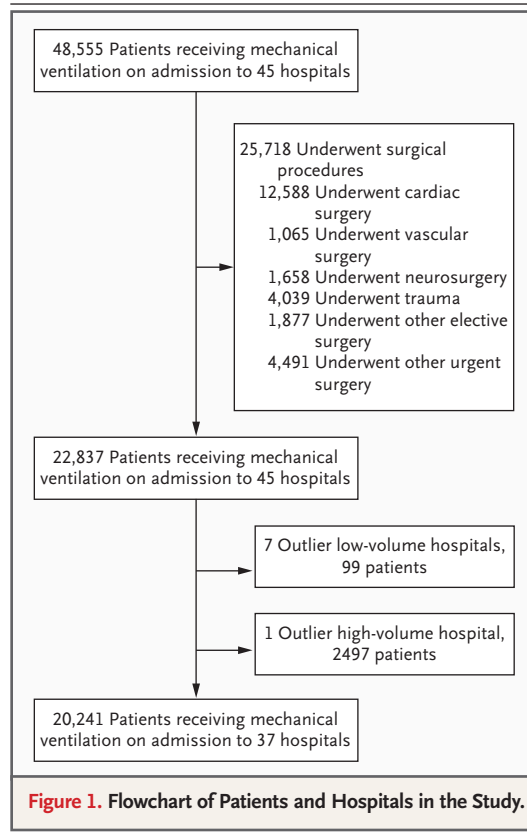 48,555 Patients receiving mechanical
ventilation on admission to 45 hospitals
25,718 Underwent surgical
procedures
12,588 Underwent cardiac
surgery
1,065 Underwent vascular
surgery
1,658 Underwent neurosurgery
4,039 Underwent trauma
1,877 Underwent other elective
surgery
4,491 Underwent other urgent
surgery
22,837 Patients receiving mechanical
ventilation on admission to 45 hospitals
7 Outlier low-volume hospitals,
99 patients
1 Outlier high-volume hospital,
2497 patients
20,241 Patients receiving mechanical
ventilation on admission to 37 hospitals
Figure 1. Flowchart of Patients and Hospitals in the Study.